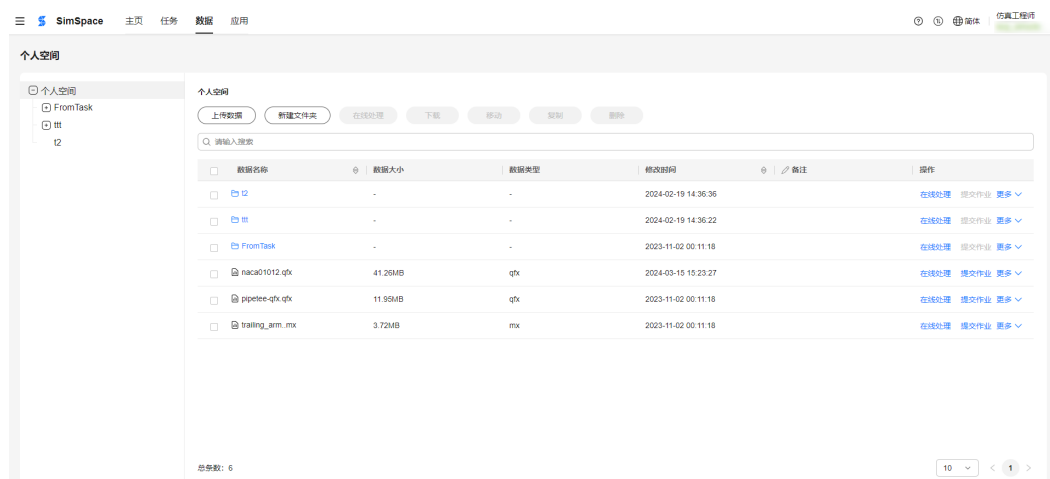 SimSpace 主页 任务 数据 应用 简体 仿真工程师
个人空间
个人空间
FromTask
ttt
t2
个人空间
上传数据 新建文件夹 在线处理 下载 移动 复制 删除
请输入搜索
数据名称 数据大小 数据类型 修改时间 备注 操作
t2 - - 2024-02-19 14:36:36 在线处理 提交作业 更多
ttt - - 2024-02-19 14:36:22 在线处理 提交作业 更多
FromTask - - 2023-11-02 00:11:18 在线处理 提交作业 更多
naca01012.qfx 41.26MB qfx 2024-03-15 15:23:27 在线处理 提交作业 更多
pipetee-qfx.qfx 11.95MB qfx 2023-11-02 00:11:18 在线处理 提交作业 更多
trailing_arm..mx 3.72MB mx 2023-11-02 00:11:18 在线处理 提交作业 更多
总条数: 6 10 < 1 >